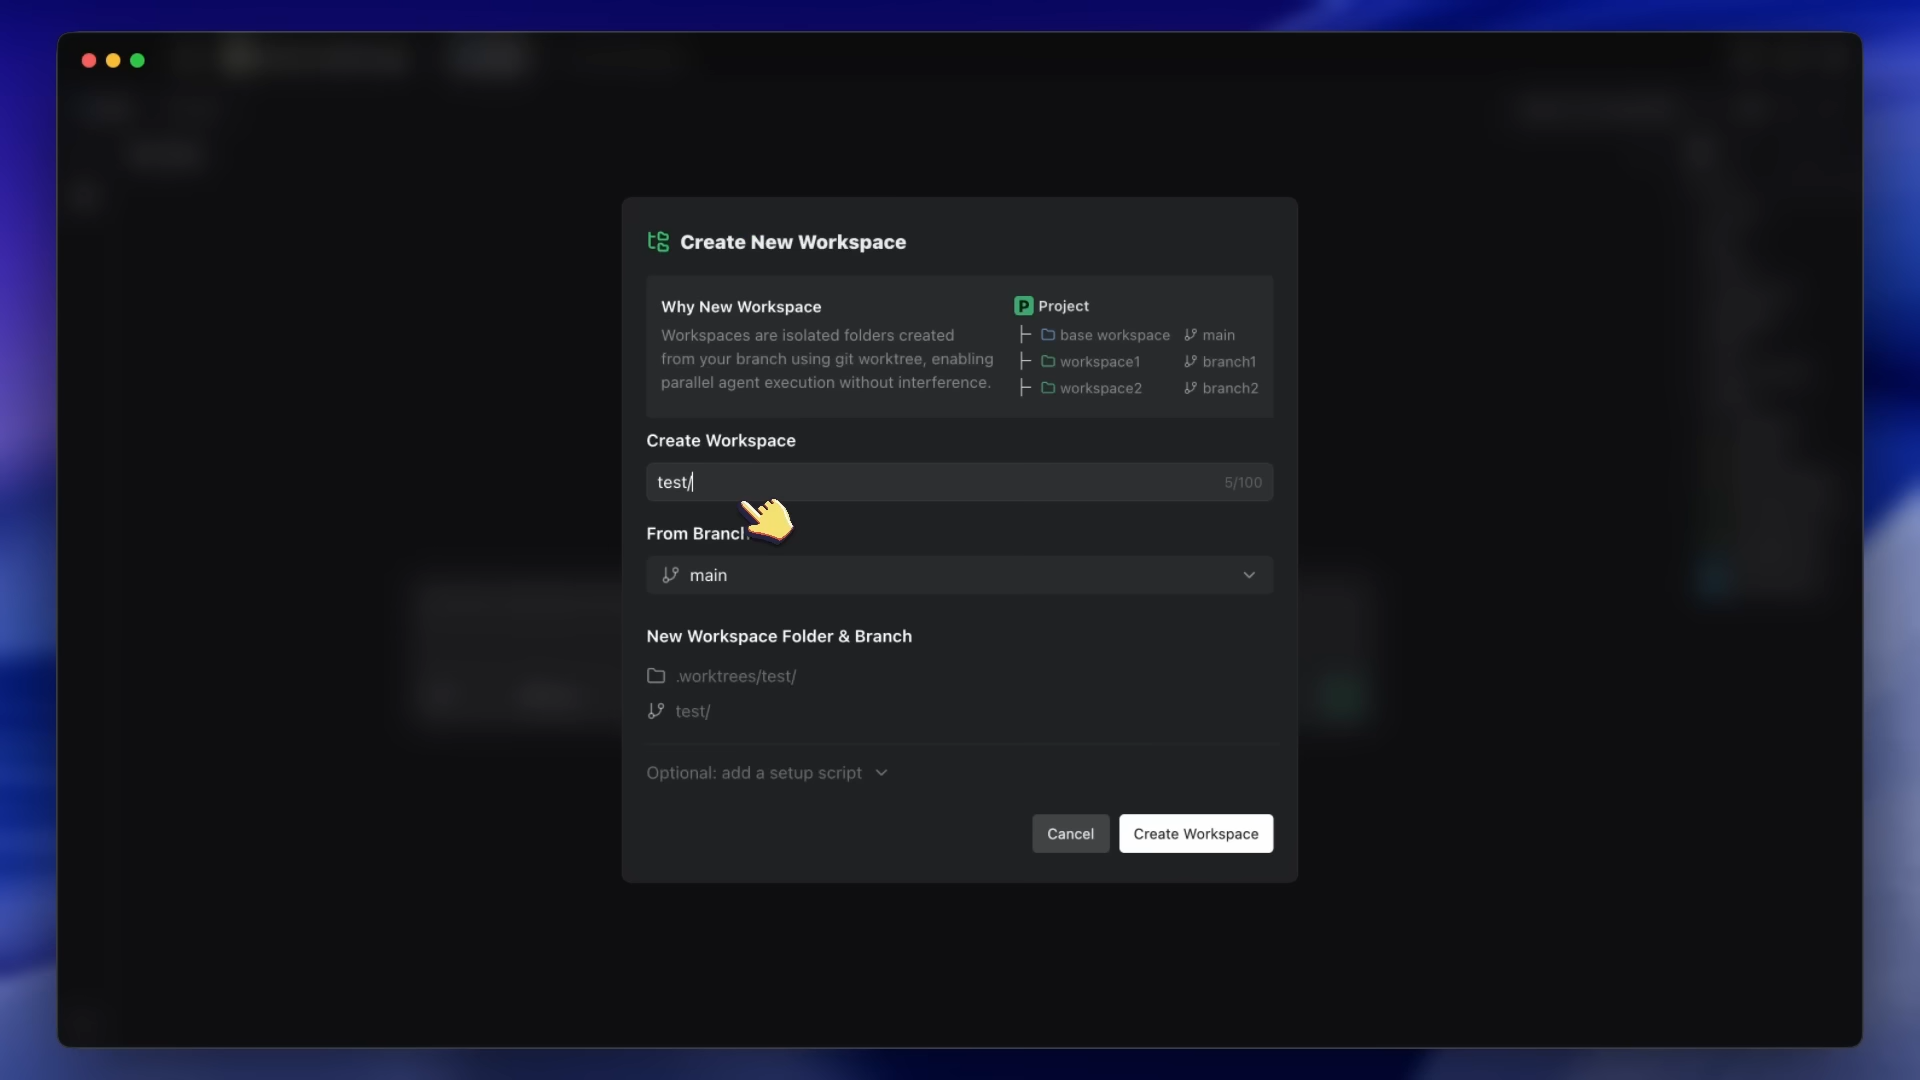 Create New Workspace
Why New Workspace
Workspaces are isolated folders created
from your branch using git worktree, enabling
parallel agent execution without interference.
P Project
base workspace main
workspace1 branch1
workspace2 branch2
Create Workspace
test/ 5/100
From Branch
main
New Workspace Folder & Branch
.worktrees/test/
test/
Optional: add a setup script
Cancel Create Workspace